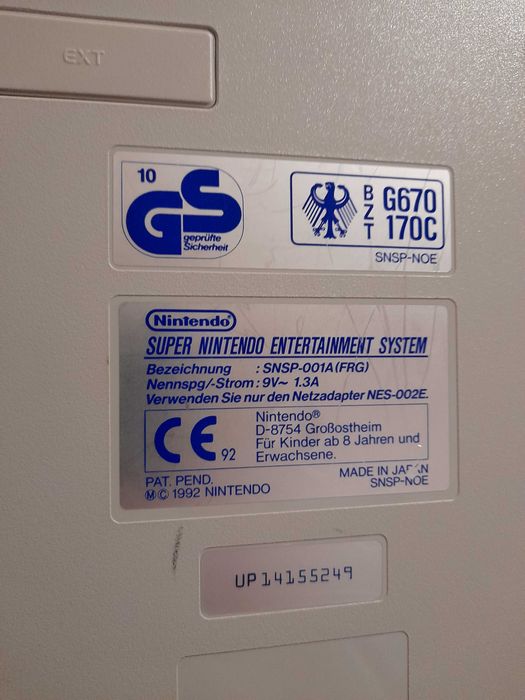 EXT
10
GS
geprüfte
Sicherheit
BZT
G670
170C
SNSP-NOE
Nintendo
SUPER NINTENDO ENTERTAINMENT SYSTEM
Bezeichnung : SNSP-001A(FRG)
Nennspg/-Strom : 9V~ 1.3A
Verwenden Sie nur den Netzadapter NES-002E.
CE 92
Nintendo®
D-8754 Großostheim
Für Kinder ab 8 Jahren und
Erwachsene.
PAT. PEND.
Ⓜ© 1992 NINTENDO
MADE IN JAPAN
SNSP-NOE
UP14155249